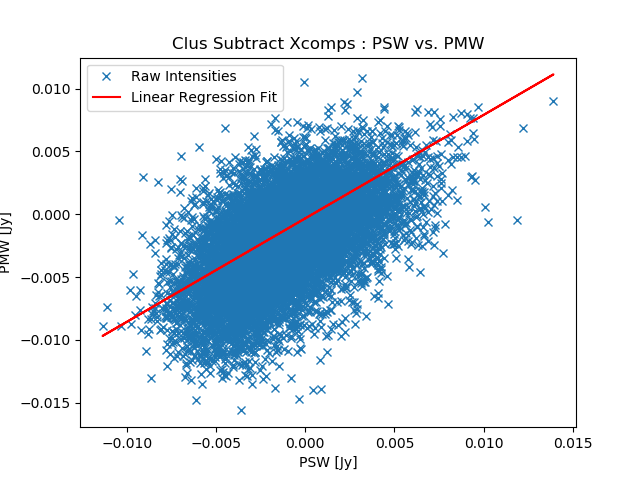 Clus Subtract Xcomps : PSW vs. PMW
Raw Intensities
Linear Regression Fit
0.010
0.005
0.000
−0.005
−0.010
−0.015
PMW [Jy]
−0.010 −0.005 0.000 0.005 0.010 0.015
PSW [Jy]